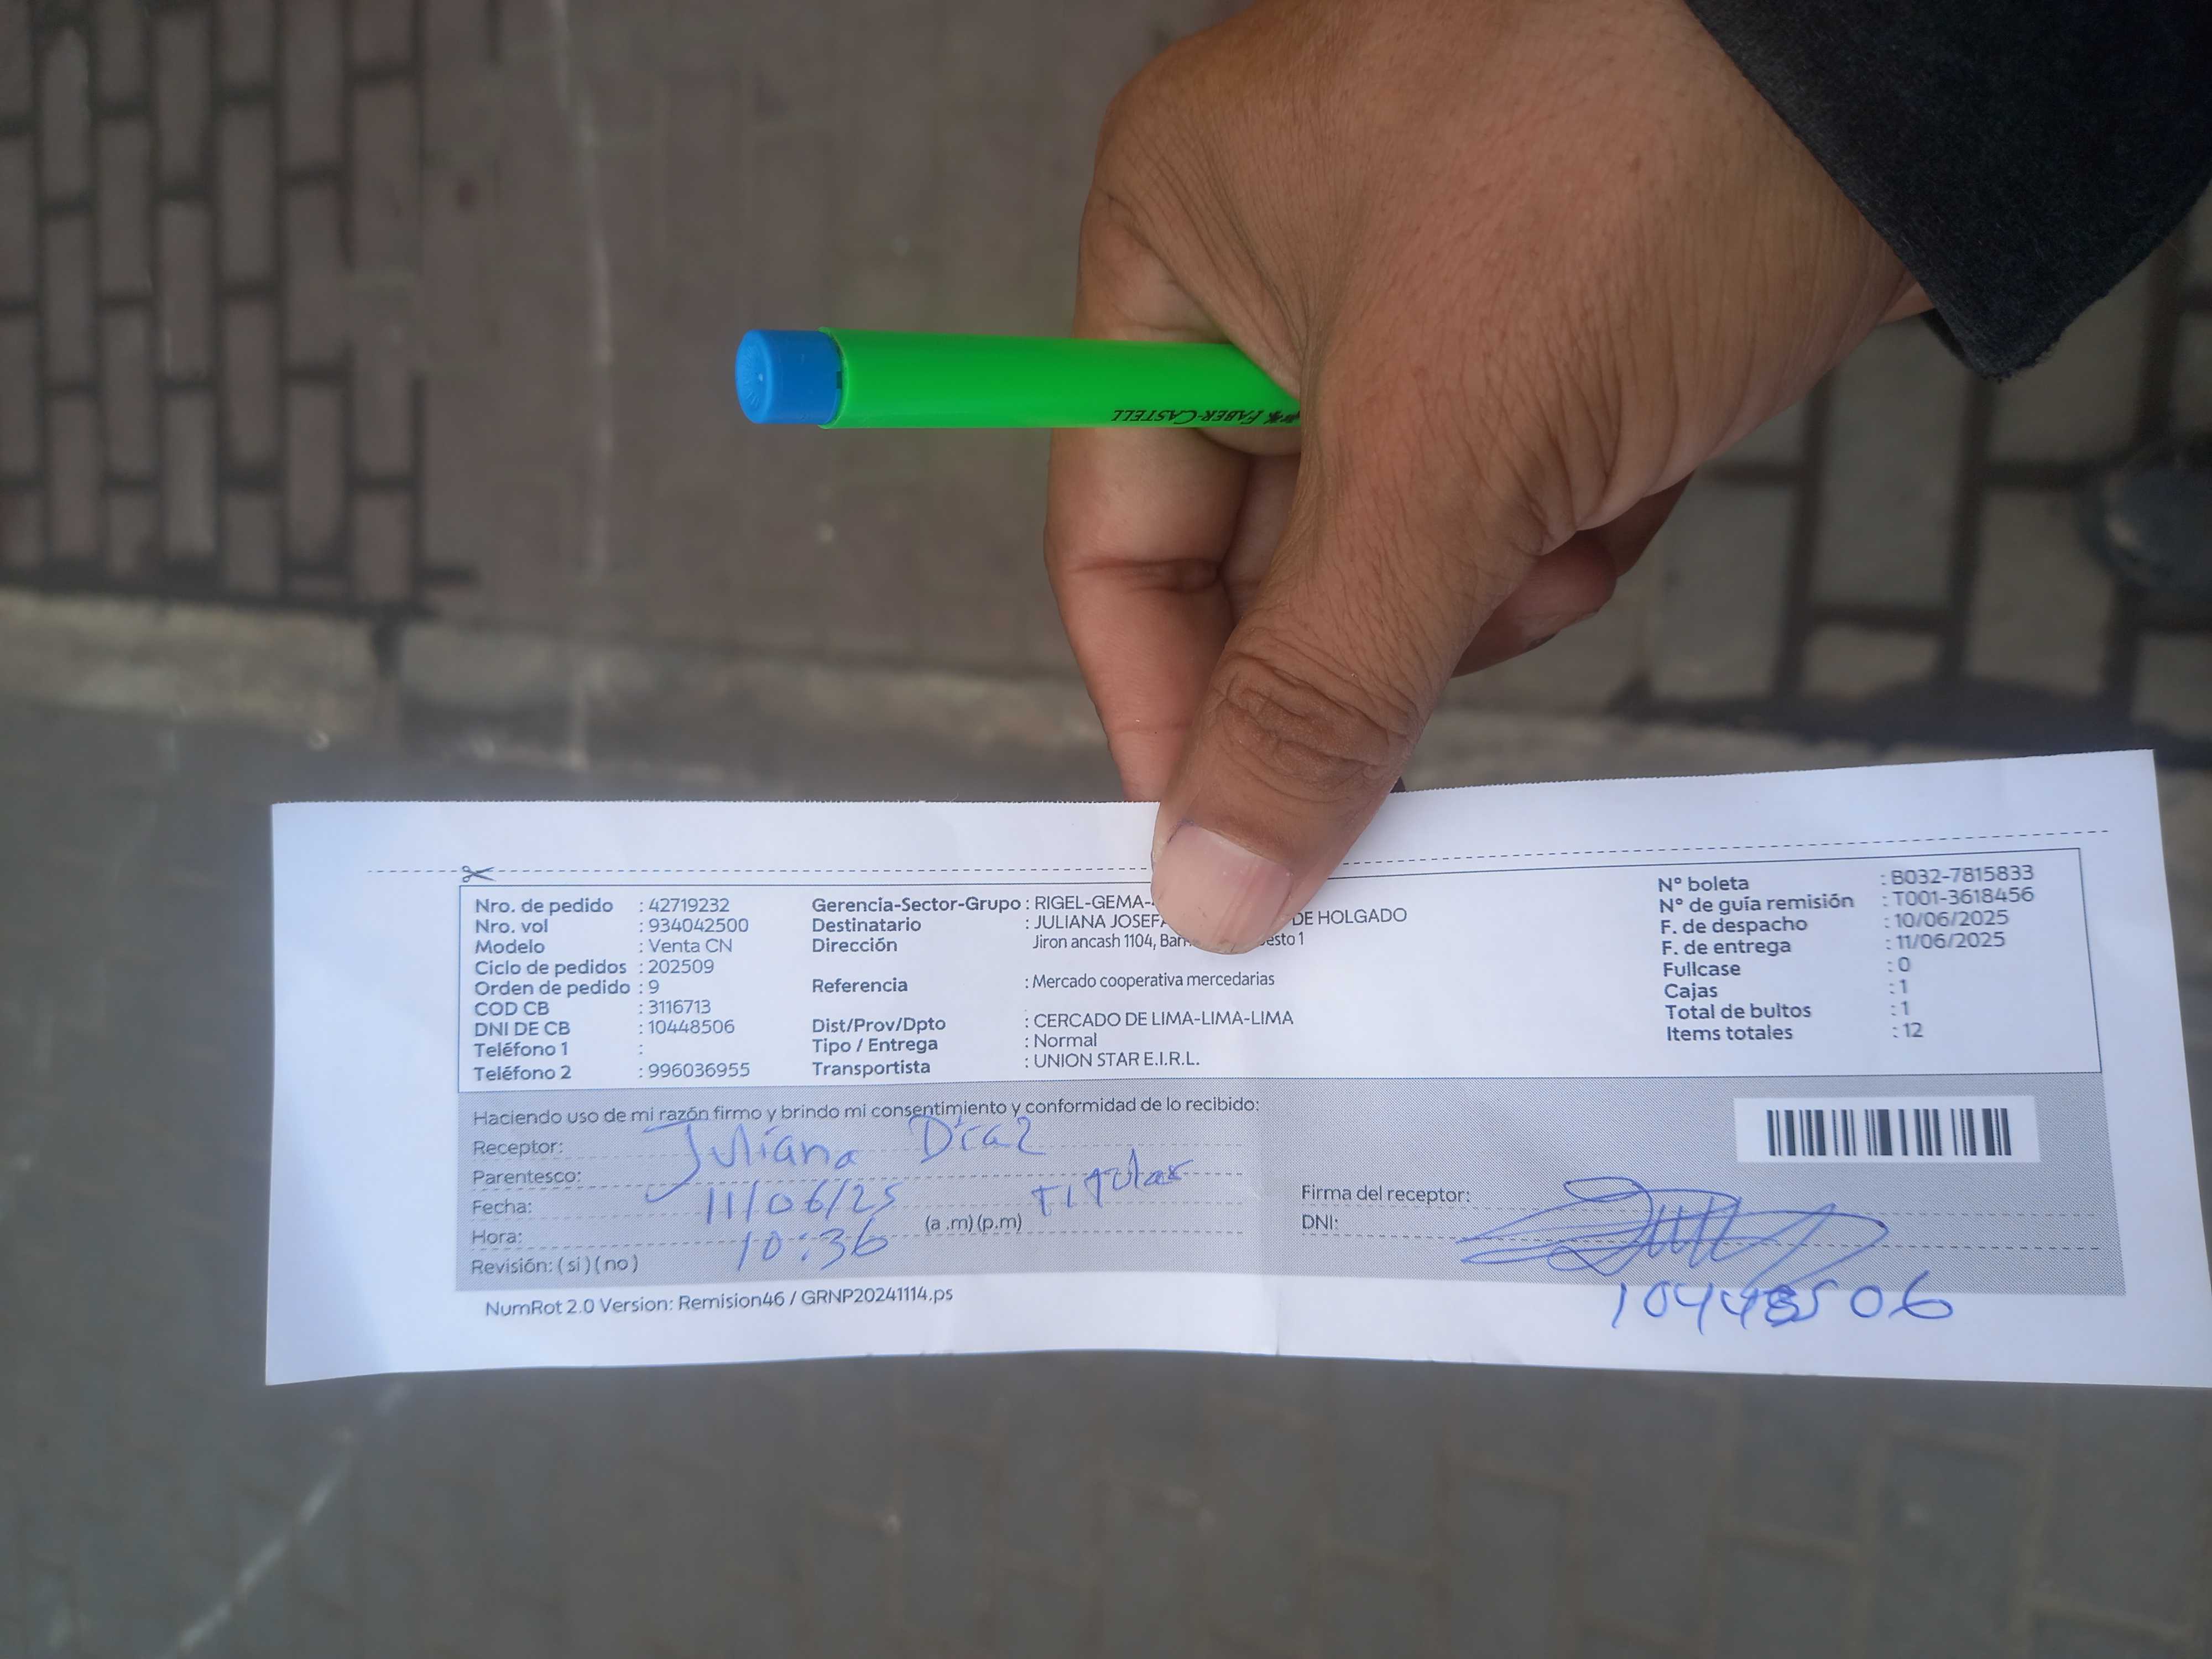 FABER-CASTELL
Nro. de pedido : 42719232
Nro. vol : 934042500
Modelo : Venta CN
Ciclo de pedidos : 202509
Orden de pedido : 9
COD CB : 3116713
DNI DE CB : 10448506
Teléfono 1 :
Teléfono 2 : 996036955
Gerencia-Sector-Grupo : RIGEL-GEMA-
Destinatario : JULIANA DE HOLGADO
Dirección Jiron ancash 1104, 1
Referencia : Mercado cooperativa mercedarias
Dist/Prov/Dpto : CERCADO DE LIMA-LIMA-LIMA
Tipo / Entrega : Normal
Transportista : UNION STAR E.I.R.L.
N° boleta : B032-7815833
N° de guía remisión : T001-3618456
F. de despacho : 10/06/2025
F. de entrega : 11/06/2025
Fullcase : 0
Cajas : 1
Total de bultos : 1
Items totales : 12
Haciendo uso de mi razón firmo y brindo mi consentimiento y conformidad de lo recibido:
Receptor: Juliana Díaz
Parentesco: Titular
Fecha: 11/06/25
Hora: 10:36 (a .m) (p.m)
Revisión: ( si ) ( no )
Firma del receptor:
DNI: 10448506
NumRot 2.0 Version: Remision46 / GRNP20241114.ps